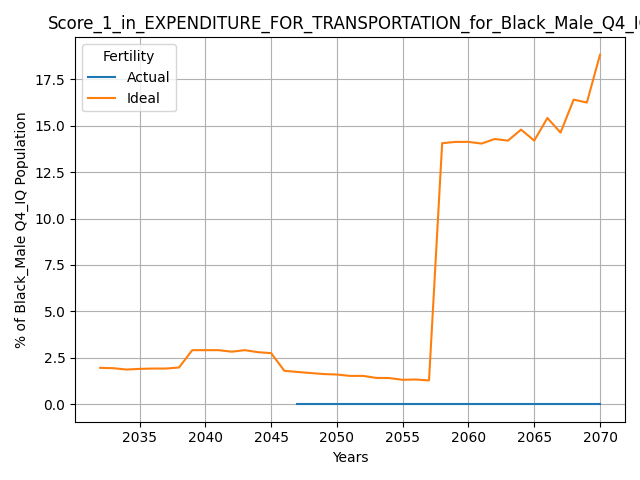 Score_1_in_EXPENDITURE_FOR_TRANSPORTATION_for_Black_Male_Q4_IQ
Fertility
Actual
Ideal
% of Black_Male Q4_IQ Population
17.5
15.0
12.5
10.0
7.5
5.0
2.5
0.0
2035 2040 2045 2050 2055 2060 2065 2070
Years